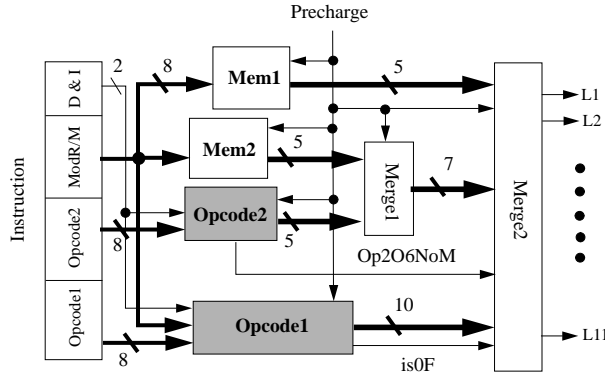 Precharge
D & I
2
8
Mem1
5
L1
ModR/M
L2
Mem2
5
Merge1
7
Merge2
Instruction
Opcode2
8
Opcode2
5
Op2O6NoM
Opcode1
8
Opcode1
10
is0F
L11